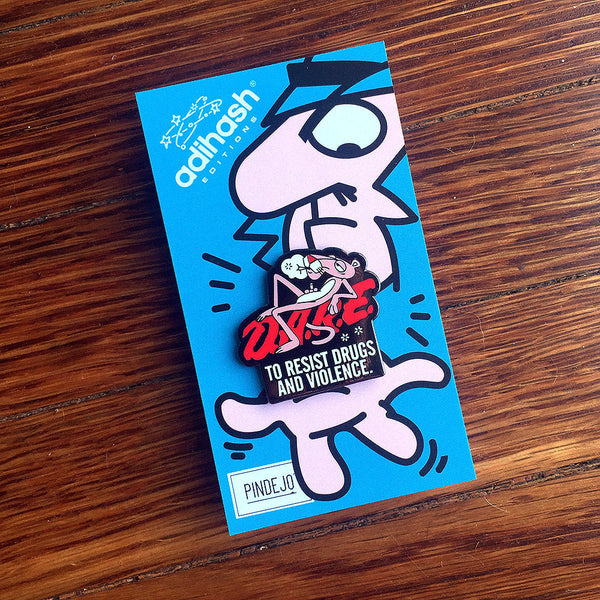 adihash®
EDITIONS
D.A.R.E.
TO RESIST DRUGS
AND VIOLENCE.
PINDEJO